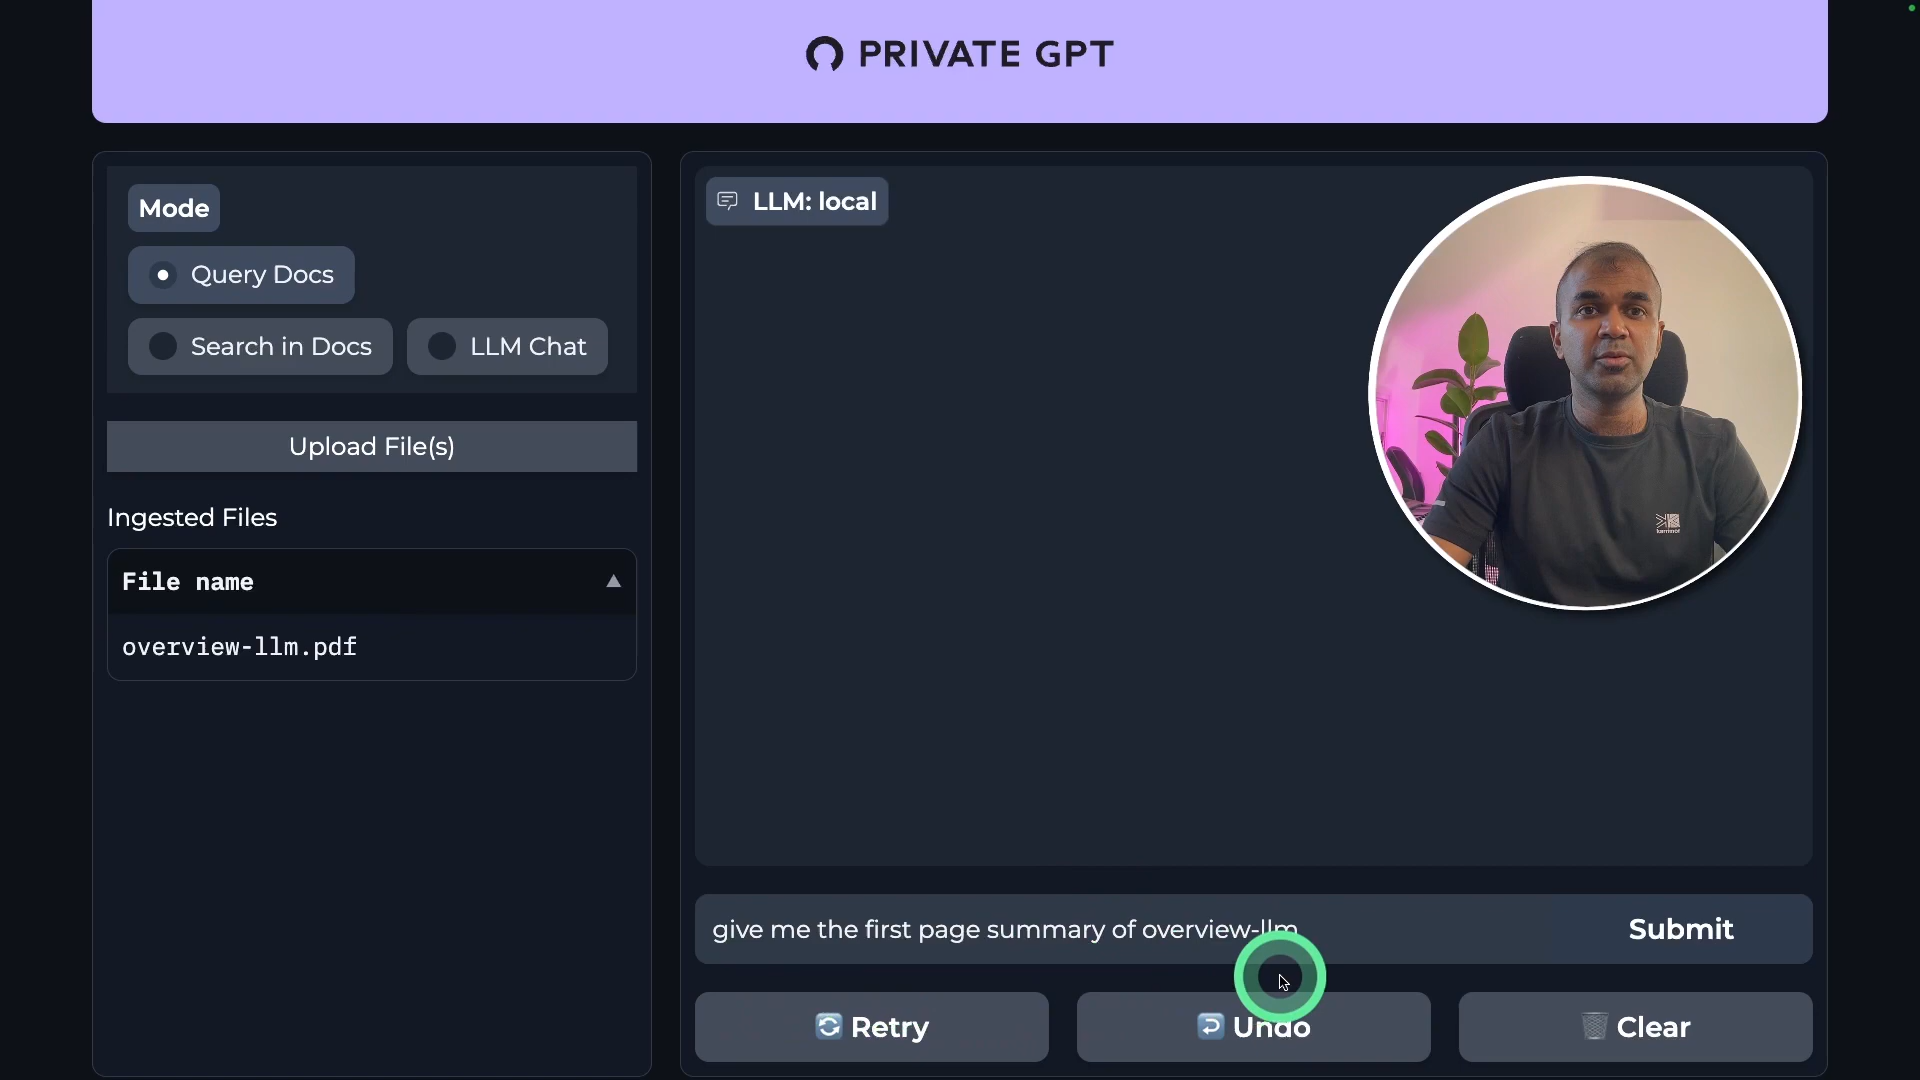 PRIVATE GPT
Mode
Query Docs
Search in Docs
LLM Chat
Upload File(s)
Ingested Files
File name
overview-llm.pdf
LLM: local
give me the first page summary of overview-llm
Submit
Retry
Undo
Clear